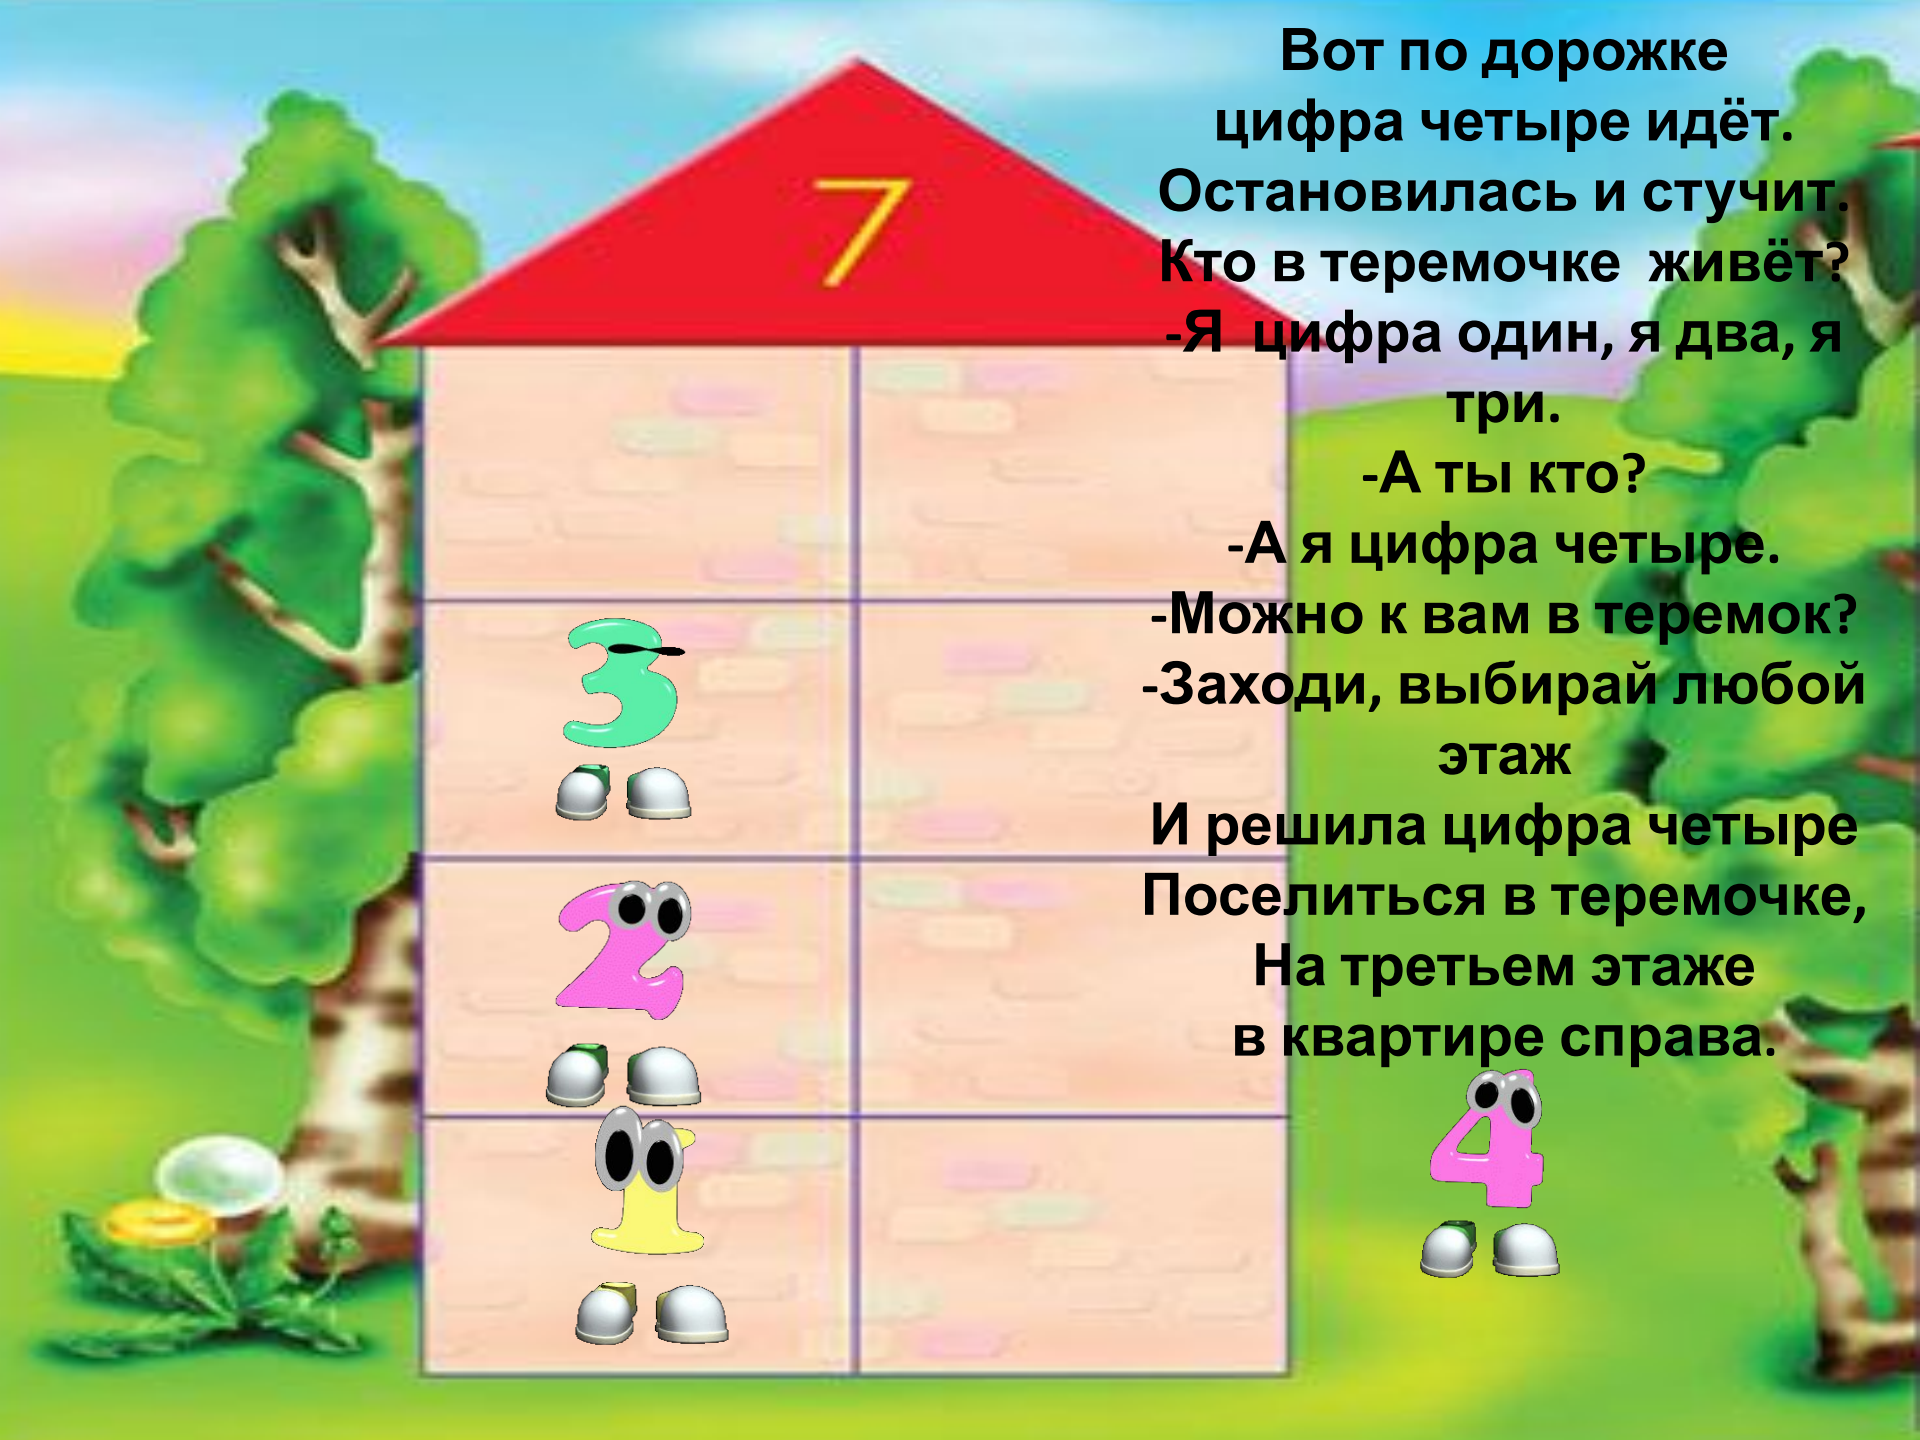 Вот по дорожке
цифра четыре идёт.
Остановилась и стучит.
Кто в теремочке  живёт?
-Я  цифра один, я два, я
три.
-А ты кто?
-А я цифра четыре.
-Можно к вам в теремок?
-Заходи, выбирай любой
этаж
И решила цифра четыре
Поселиться в теремочке,
На третьем этаже
в квартире справа.
7
3
2
1
4